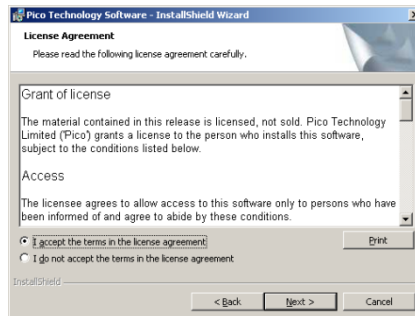 Pico Technology Software - InstallShield Wizard
License Agreement
Please read the following license agreement carefully.
Grant of license
The material contained in this release is licensed, not sold. Pico Technology
Limited ('Pico') grants a license to the person who installs this software,
subject to the conditions listed below.
Access
The licensee agrees to allow access to this software only to persons who have
been informed of and agree to abide by these conditions.
I accept the terms in the license agreement
Print
I do not accept the terms in the license agreement
InstallShield
< Back
Next >
Cancel